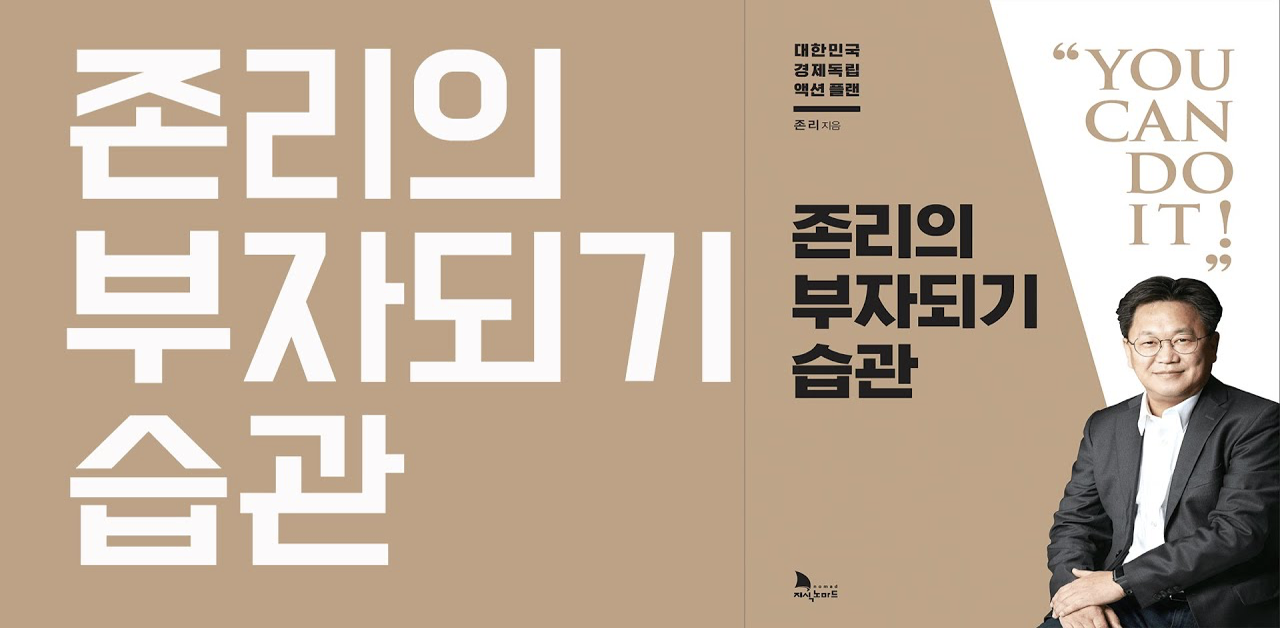 존리의
부자되기
습관
대한민국
경제독립
액션 플랜
존 리 지음
존리의
부자되기
습관
“YOU
CAN
DO
IT!”
nomad
지식노마드